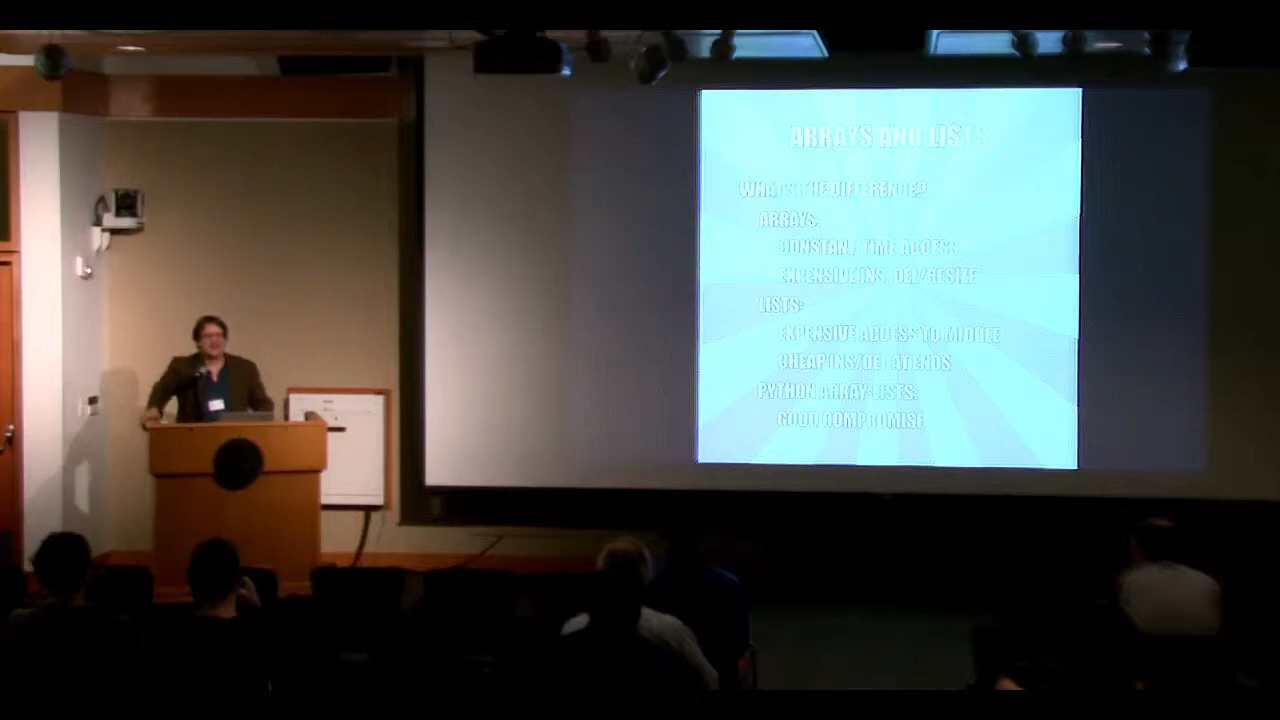 ARRAYS AND LISTS
WHAT'S THE DIFFERENCE?
ARRAYS:
CONSTANT TIME ACCESS
EXPENSIVE INS, DEL/RESIZE
LISTS:
EXPENSIVE ACCESS TO MIDDLE
CHEAP INS/DEL AT ENDS
PYTHON ARRAY-LISTS:
GOOD COMPROMISE